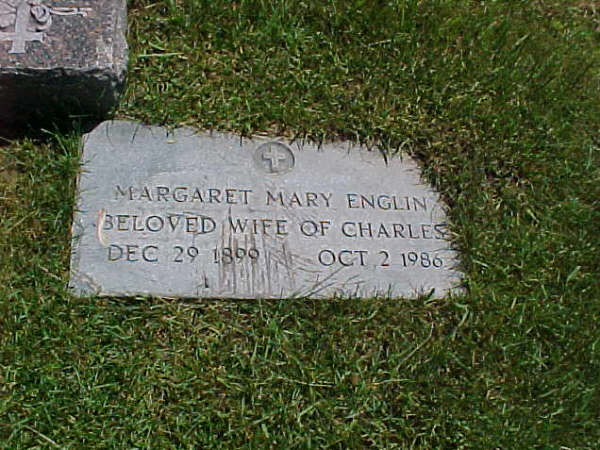 MARGARET MARY ENGLIN
BELOVED WIFE OF CHARLES
DEC 29 1899 OCT 2 1986